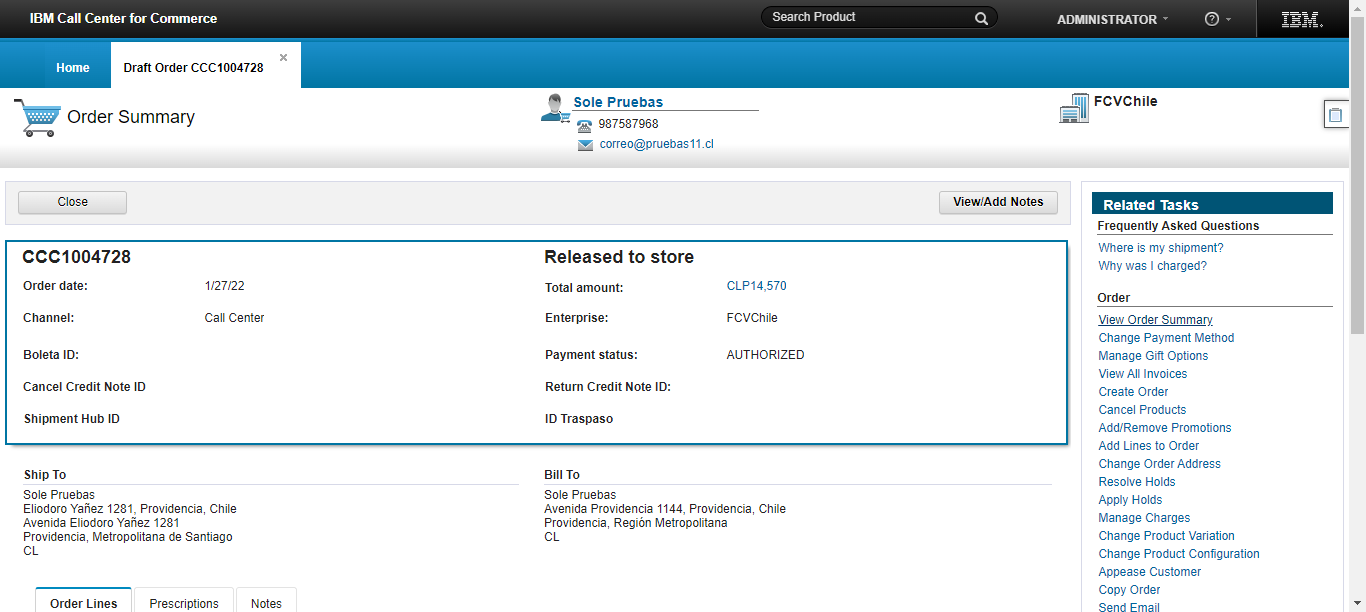 IBM Call Center for Commerce
Search Product
ADMINISTRATOR
?
IBM.
Home
Draft Order CCC1004728
×
Order Summary
Sole Pruebas
987587968
correo@pruebas11.cl
FCVChile
Close
View/Add Notes
CCC1004728
Released to store
Order date: 1/27/22
Total amount: CLP14,570
Channel: Call Center
Enterprise: FCVChile
Boleta ID:
Payment status: AUTHORIZED
Cancel Credit Note ID
Return Credit Note ID:
Shipment Hub ID
ID Traspaso
Ship To
Sole Pruebas
Eliodoro Yañez 1281, Providencia, Chile
Avenida Eliodoro Yañez 1281
Providencia, Metropolitana de Santiago
CL
Bill To
Sole Pruebas
Avenida Providencia 1144, Providencia, Chile
Providencia, Región Metropolitana
CL
Order Lines
Prescriptions
Notes
Related Tasks
Frequently Asked Questions
Where is my shipment?
Why was I charged?
Order
View Order Summary
Change Payment Method
Manage Gift Options
View All Invoices
Create Order
Cancel Products
Add/Remove Promotions
Add Lines to Order
Change Order Address
Resolve Holds
Apply Holds
Manage Charges
Change Product Variation
Change Product Configuration
Appease Customer
Copy Order
Send Email